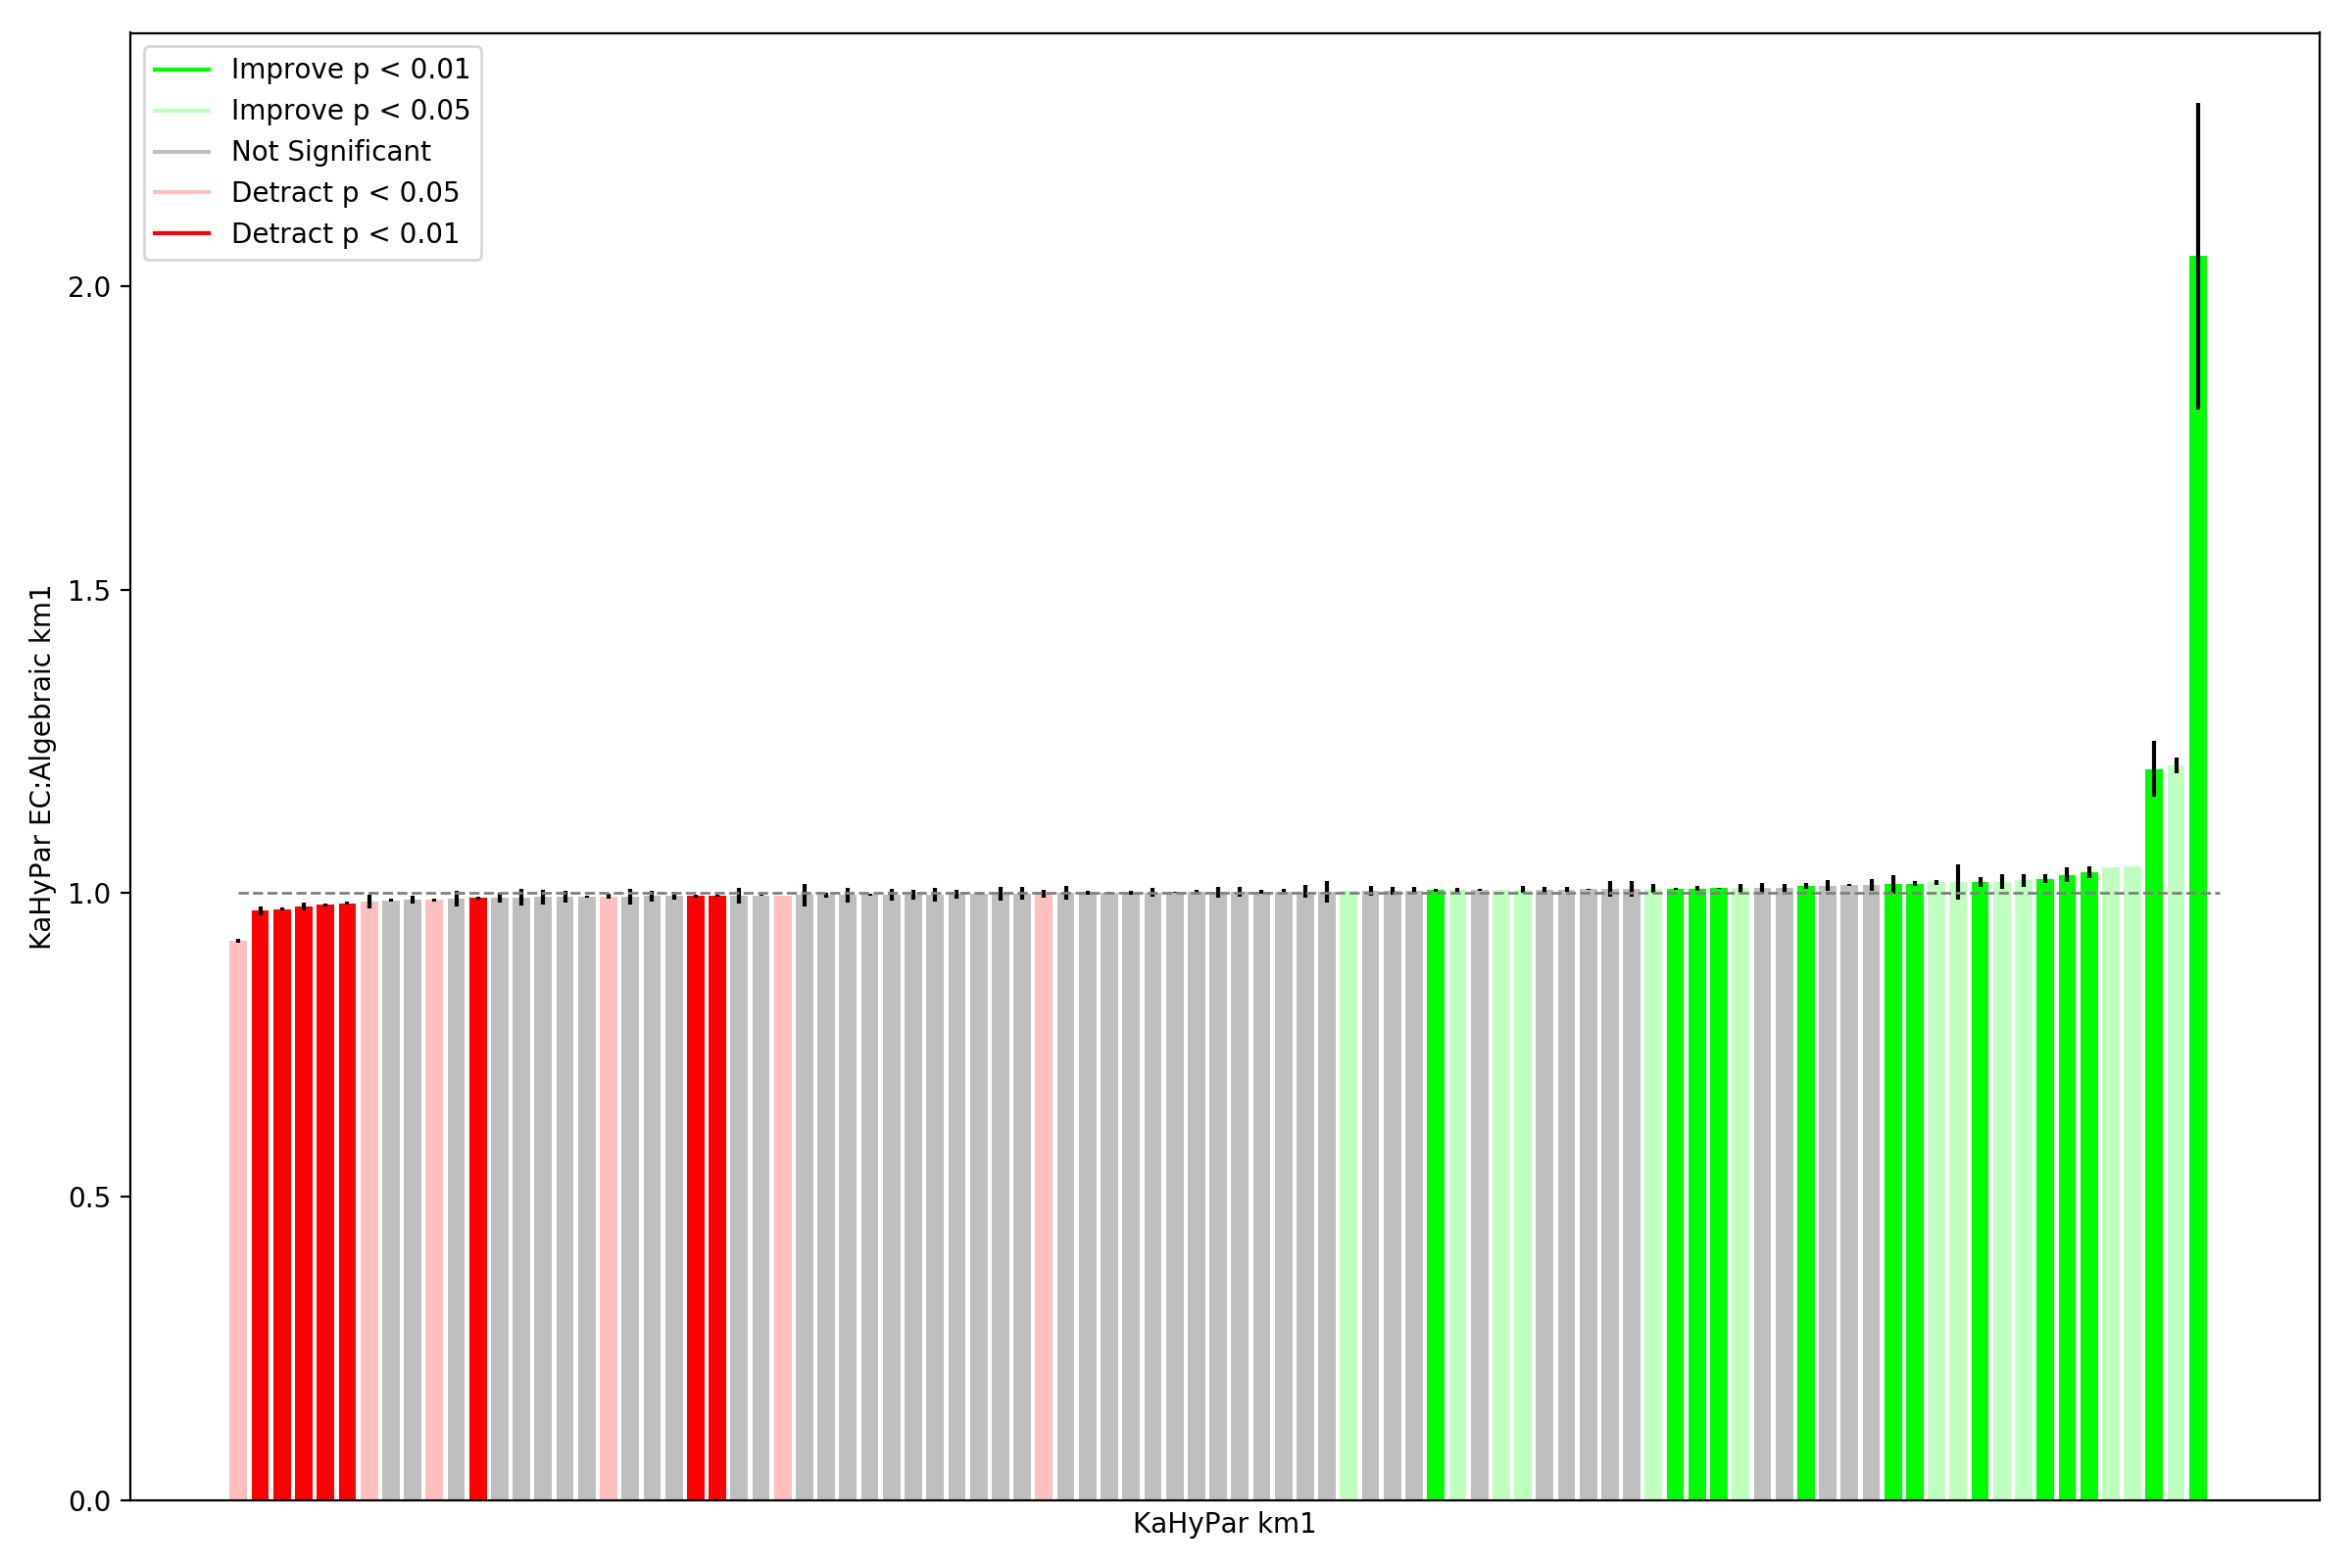 Improve p < 0.01
Improve p < 0.05
Not Significant
Detract p < 0.05
Detract p < 0.01
2.0
1.5
1.0
0.5
0.0
KaHyPar EC:Algebraic km1
KaHyPar km1